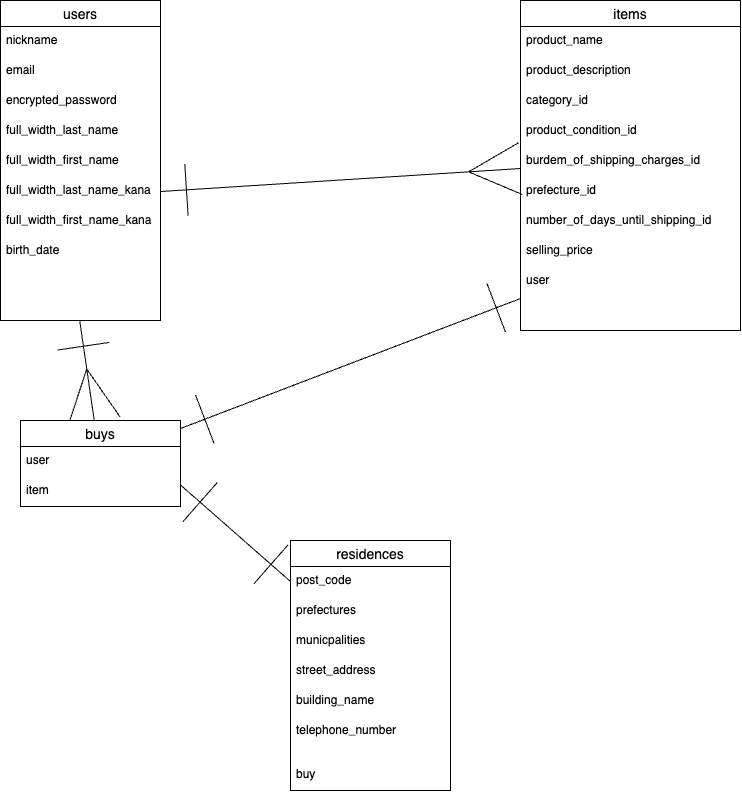 users
nickname
email
encrypted_password
full_width_last_name
full_width_first_name
full_width_last_name_kana
full_width_first_name_kana
birth_date
items
product_name
product_description
category_id
product_condition_id
burdem_of_shipping_charges_id
prefecture_id
number_of_days_until_shipping_id
selling_price
user
buys
user
item
residences
post_code
prefectures
municpalities
street_address
building_name
telephone_number
buy